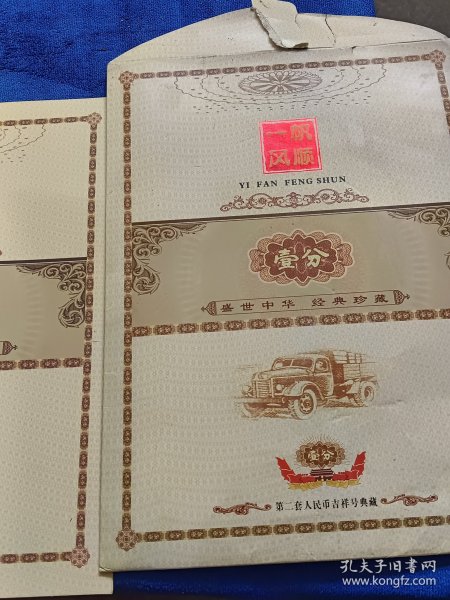 一帆
风顺
YI FAN FENG SHUN
壹分
盛世中华 经典珍藏
壹分
第二套人民币吉祥号典藏
孔夫子旧书网
www.kongfz.com